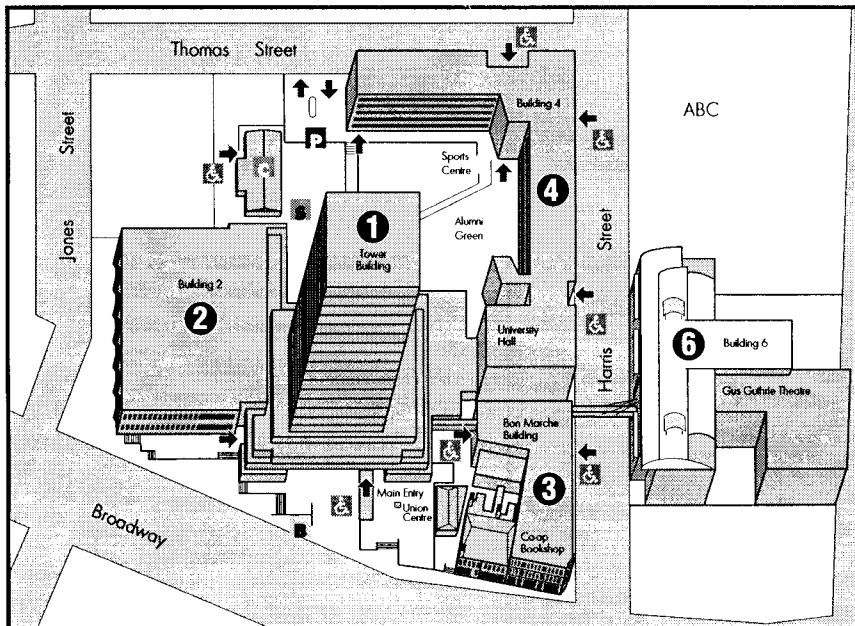 Thomas Street
Jones Street
Building 4
4
ABC
P
C
S
Sports
Centre
Alumni
Green
1
Tower
Building
Building 2
2
Harris Street
University
Hall
6
Building 6
Gus Guthrie Theatre
Bon Marche
Building
3
Main Entry
Union
Centre
Co-op
Bookshop
B
Broadway